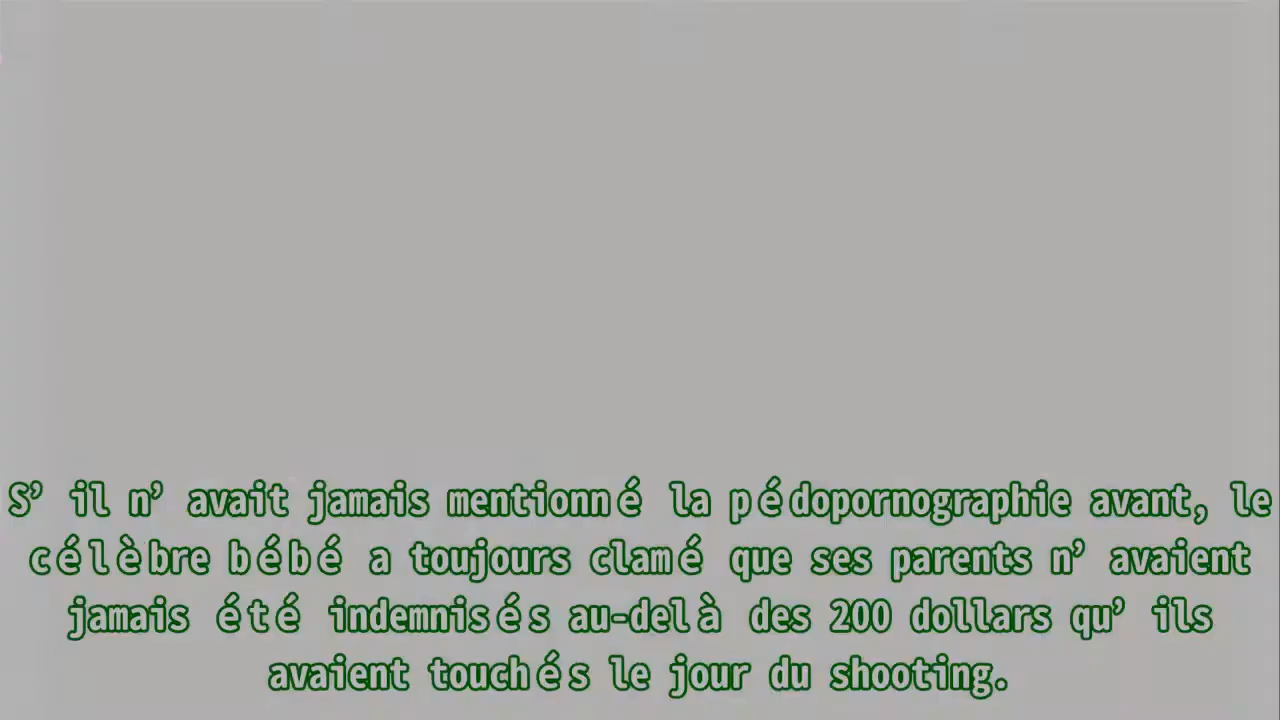 S’ il n’ avait jamais mentionné la pédopornographie avant, le
célèbre bébé a toujours clamé que ses parents n’ avaient
jamais été indemnisés au-delà des 200 dollars qu’ ils
avaient touchés le jour du shooting.